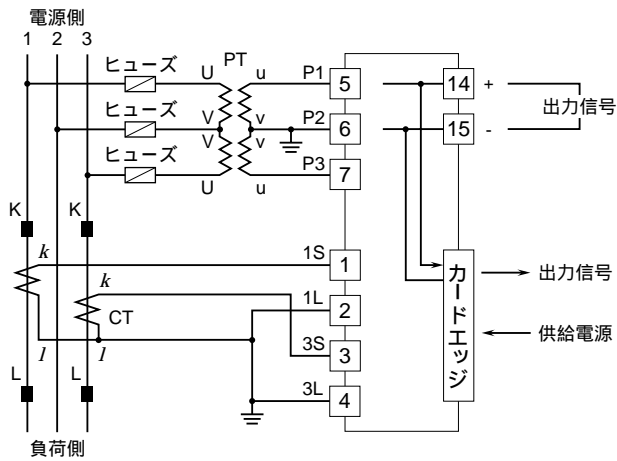 電源側
1 2 3
ヒューズ
ヒューズ
ヒューズ
PT
U u
V v
V v
U u
P1 5
P2 6
P3 7
14 +
15 -
出力信号
K K
k
k
CT
l l
L L
1S 1
1L 2
3S 3
3L 4
カードエッジ
出力信号
供給電源
負荷側